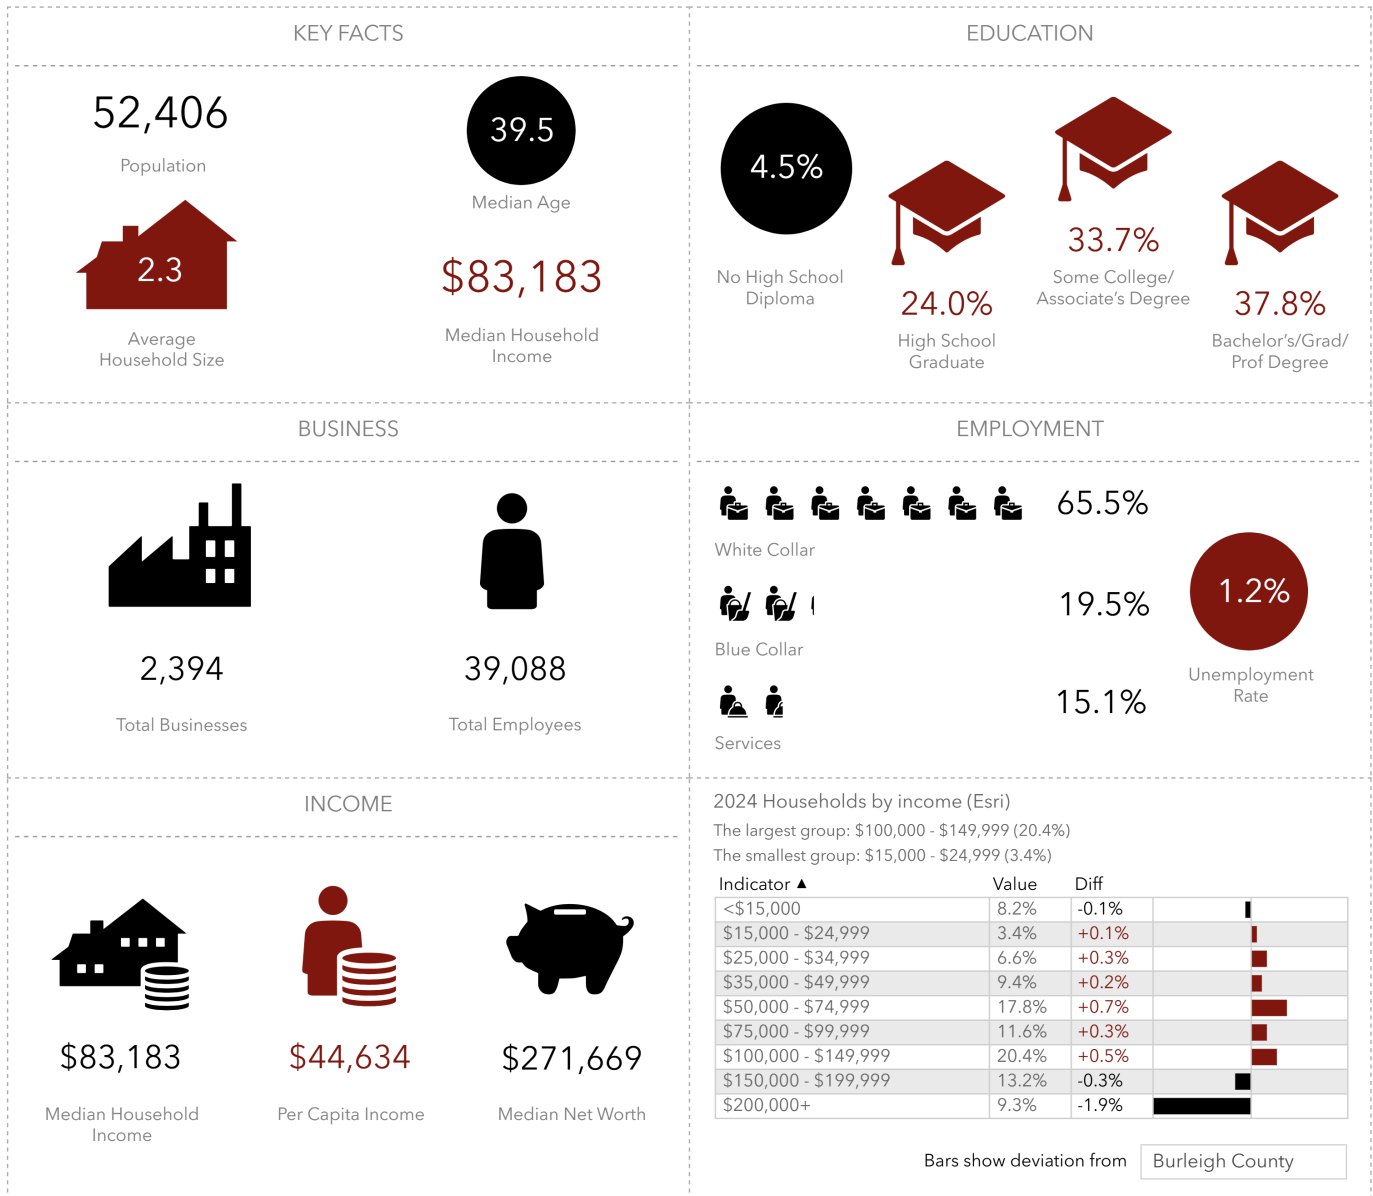 KEY FACTS
52,406
Population
39.5
Median Age
2.3
Average
Household Size
$83,183
Median Household
Income
EDUCATION
4.5%
No High School
Diploma
24.0%
High School
Graduate
33.7%
Some College/
Associate's Degree
37.8%
Bachelor's/Grad/
Prof Degree
BUSINESS
2,394
Total Businesses
39,088
Total Employees
EMPLOYMENT
65.5%
White Collar
19.5%
Blue Collar
15.1%
Services
1.2%
Unemployment
Rate
INCOME
$83,183
Median Household
Income
$44,634
Per Capita Income
$271,669
Median Net Worth
2024 Households by income (Esri)
The largest group: $100,000 - $149,999 (20.4%)
The smallest group: $15,000 - $24,999 (3.4%)
Indicator ▲ Value Diff
<$15,000 8.2% -0.1%
$15,000 - $24,999 3.4% +0.1%
$25,000 - $34,999 6.6% +0.3%
$35,000 - $49,999 9.4% +0.2%
$50,000 - $74,999 17.8% +0.7%
$75,000 - $99,999 11.6% +0.3%
$100,000 - $149,999 20.4% +0.5%
$150,000 - $199,999 13.2% -0.3%
$200,000+ 9.3% -1.9%
Bars show deviation from Burleigh County